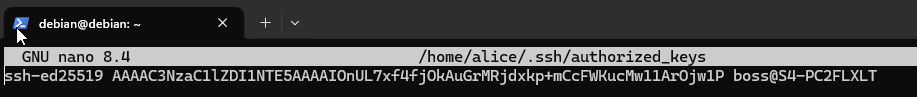 debian@debian: ~
GNU nano 8.4 /home/alice/.ssh/authorized_keys
ssh-ed25519 AAAAC3NzaC1lZDI1NTE5AAAAIOnUL7xf4fjOkAuGrMRjdxkp+mCcFWKucMw11ArOjw1P boss@S4-PC2FLXLT